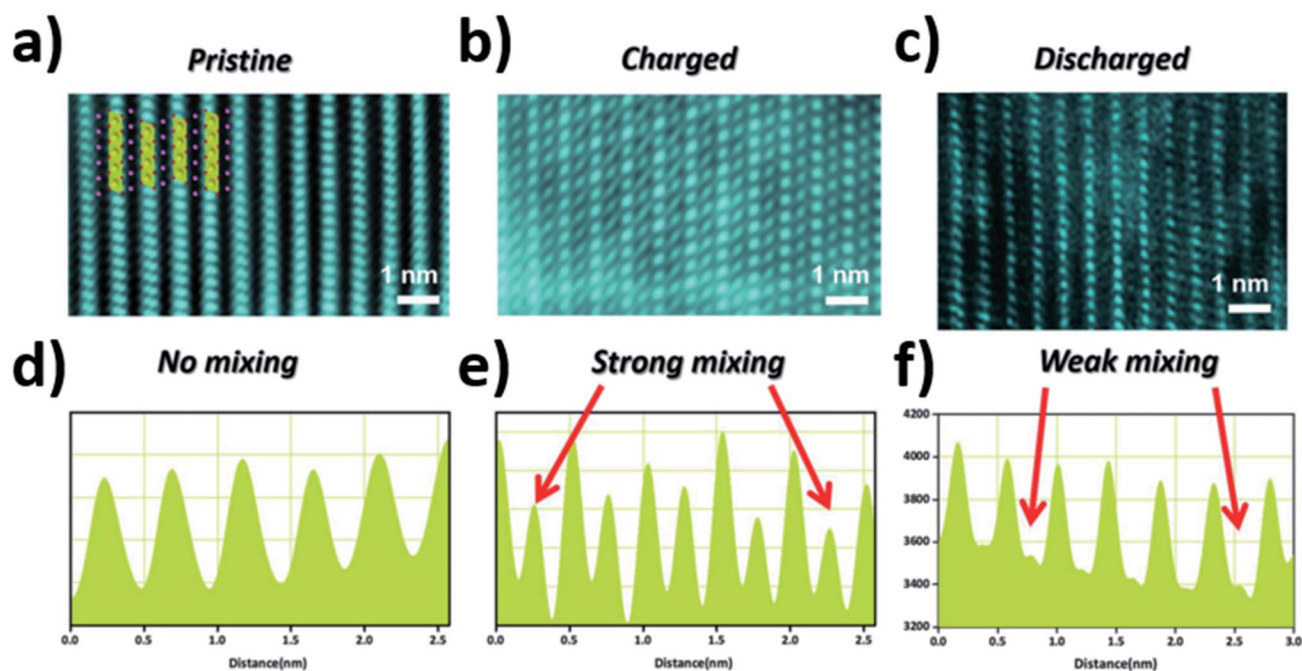 a)
Pristine
1 nm
b)
Charged
1 nm
c)
Discharged
1 nm
d)
No mixing
0.0 0.5 1.0 1.5 2.0 2.5
Distance(nm)
e)
Strong mixing
0.0 0.5 1.0 1.5 2.0 2.5
Distance(nm)
f)
Weak mixing
4200
4000
3800
3600
3400
3200
0.0 0.5 1.0 1.5 2.0 2.5 3.0
Distance(nm)